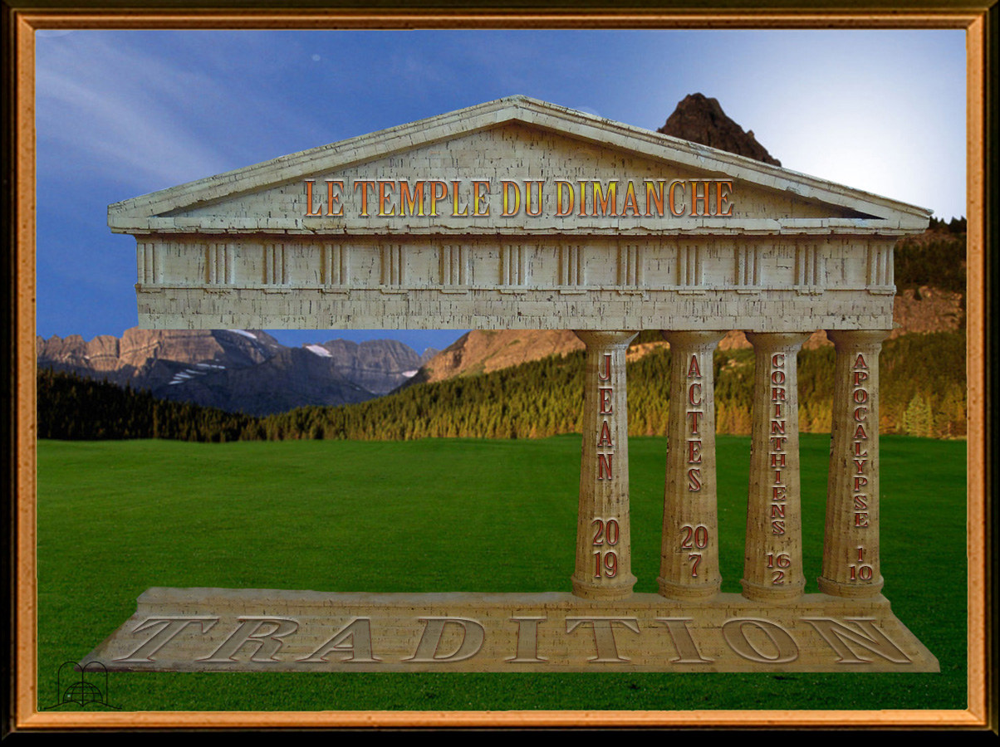 LE TEMPLE DU DIMANCHE
JEAN
20
19
ACTES
20
7
CORINTHIENS
16
2
APOCALYPSE
1
10
TRADITION